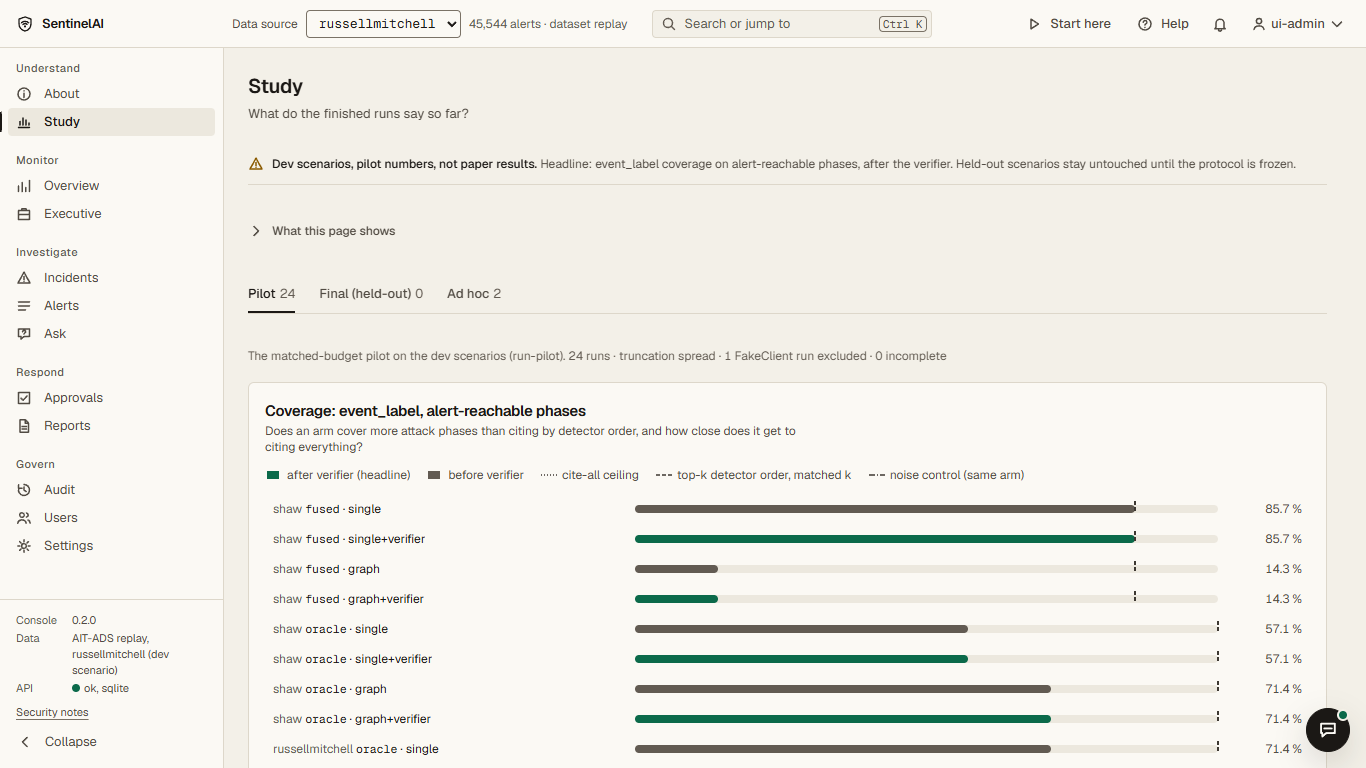 SentinelAI
Data source russellmitchell 45,544 alerts · dataset replay
Search or jump to Ctrl K
Start here
Help
ui-admin
Understand
About
Study
Monitor
Overview
Executive
Investigate
Incidents
Alerts
Ask
Respond
Approvals
Reports
Govern
Audit
Users
Settings
Console 0.2.0
Data AIT-ADS replay,
russellmitchell (dev
scenario)
API ok, sqlite
Security notes
Collapse
Study
What do the finished runs say so far?
Dev scenarios, pilot numbers, not paper results. Headline: event_label coverage on alert-reachable phases, after the verifier. Held-out scenarios stay untouched until the protocol is frozen.
What this page shows
Pilot 24 Final (held-out) 0 Ad hoc 2
The matched-budget pilot on the dev scenarios (run-pilot). 24 runs · truncation spread · 1 FakeClient run excluded · 0 incomplete
Coverage: event_label, alert-reachable phases
Does an arm cover more attack phases than citing by detector order, and how close does it get to
citing everything?
after verifier (headline) before verifier cite-all ceiling top-k detector order, matched k noise control (same arm)
shaw fused · single 85.7 %
shaw fused · single+verifier 85.7 %
shaw fused · graph 14.3 %
shaw fused · graph+verifier 14.3 %
shaw oracle · single 57.1 %
shaw oracle · single+verifier 57.1 %
shaw oracle · graph 71.4 %
shaw oracle · graph+verifier 71.4 %
russellmitchell oracle · single 71.4 %